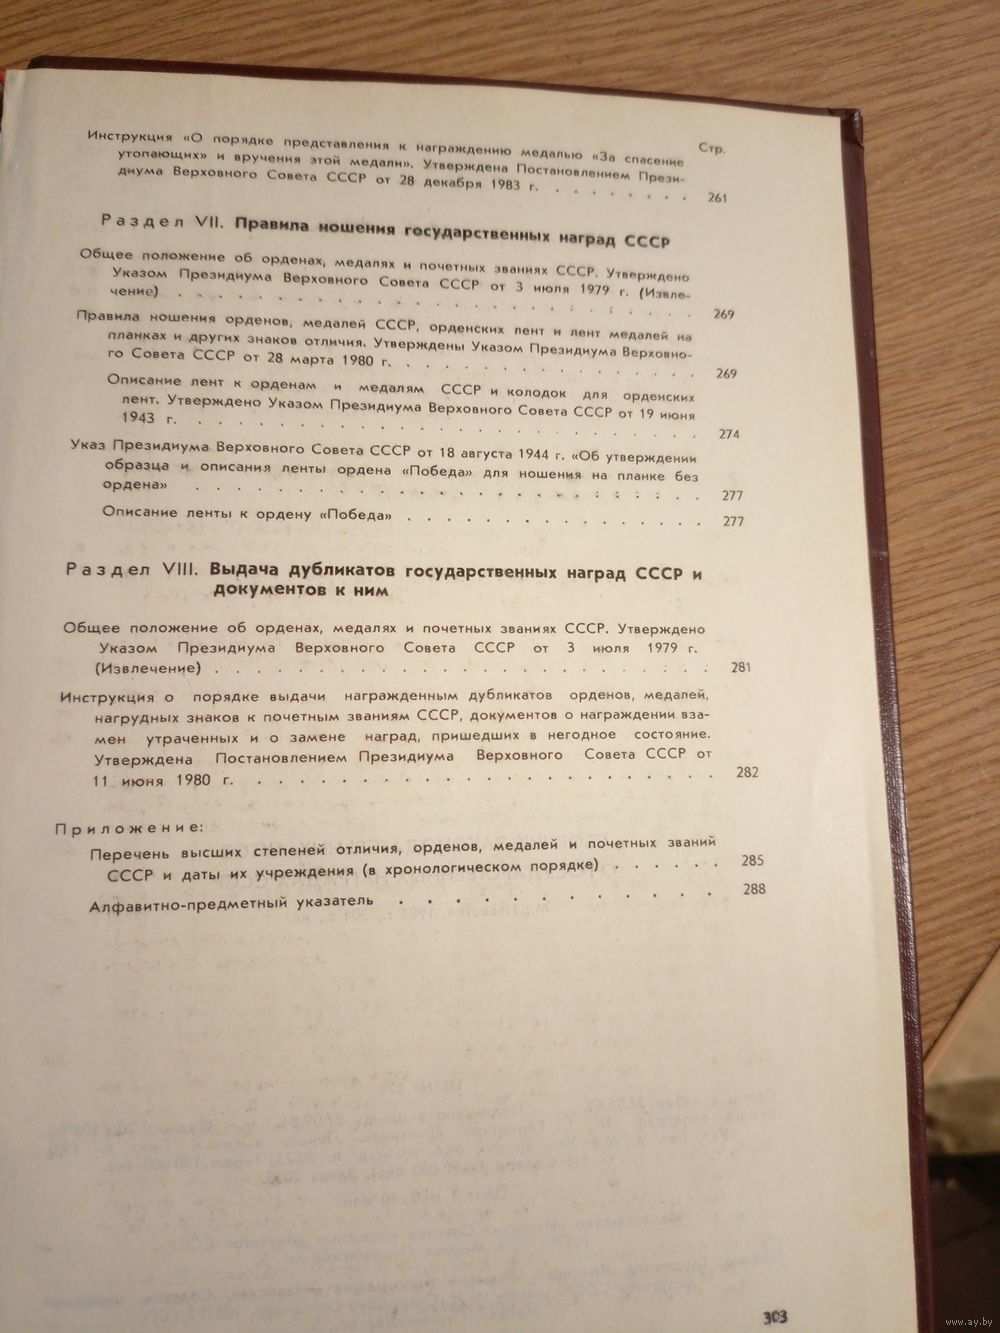 Стр.
Инструкция «О порядке представления к награждению медалью «За спасение
утопающих» и вручения этой медали». Утверждена Постановлением Прези-
диума Верховного Совета СССР от 28 декабря 1983 г. . . . . . . . . 261
Раздел VII. Правила ношения государственных наград СССР
Общее положение об орденах, медалях и почетных званиях СССР. Утверждено
Указом Президиума Верховного Совета СССР от 3 июля 1979 г. (Извле-
чение) . . . . . . . . . . . . . . . . . . . . 269
Правила ношения орденов, медалей СССР, орденских лент и лент медалей на
планках и других знаков отличия. Утверждены Указом Президиума Верховно-
го Совета СССР от 28 марта 1980 г. . . . . . . . . . . . . 269
Описание лент к орденам и медалям СССР и колодок для орденских
лент. Утверждено Указом Президиума Верховного Совета СССР от 19 июня
1943 г. . . . . . . . . . . . . . . . . . . . . 274
Указ Президиума Верховного Совета СССР от 18 августа 1944 г. «Об утверждении
образца и описания ленты ордена «Победа» для ношения на планке без
ордена» . . . . . . . . . . . . . . . . . . . . 277
Описание ленты к ордену «Победа» . . . . . . . . . . . . 277
Раздел VIII. Выдача дубликатов государственных наград СССР и
документов к ним
Общее положение об орденах, медалях и почетных званиях СССР. Утверждено
Указом Президиума Верховного Совета СССР от 3 июля 1979 г.
(Извлечение) . . . . . . . . . . . . . . . . . . . 281
Инструкция о порядке выдачи награжденным дубликатов орденов, медалей,
нагрудных знаков к почетным званиям СССР, документов о награждении вза-
мен утраченных и о замене наград, пришедших в негодное состояние.
Утверждена Постановлением Президиума Верховного Совета СССР от
11 июня 1980 г. . . . . . . . . . . . . . . . . . . 282
Приложение:
Перечень высших степеней отличия, орденов, медалей и почетных званий
СССР и даты их учреждения (в хронологическом порядке) . . . . . . 285
Алфавитно-предметный указатель . . . . . . . . . . . 288
303
www.ay.by